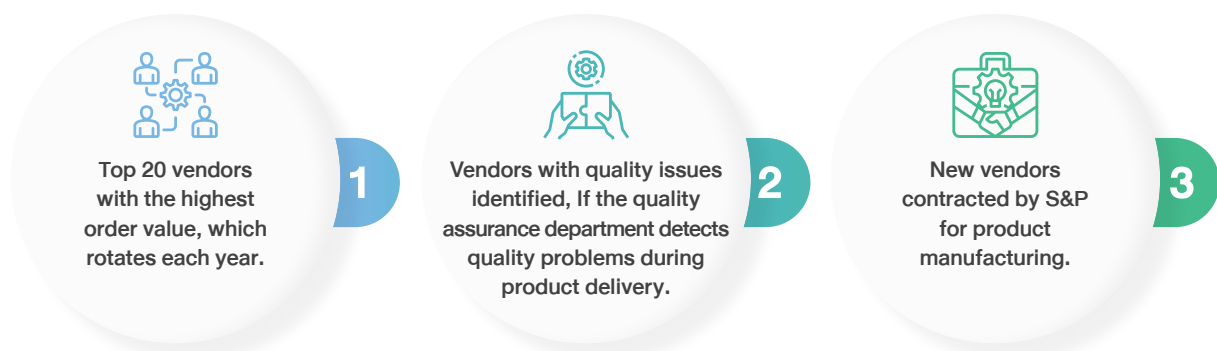 Top 20 vendors
with the highest
order value, which
rotates each year.
1
Vendors with quality issues
identified, If the quality
assurance department detects
quality problems during
product delivery.
2
New vendors
contracted by S&P
for product
manufacturing.
3